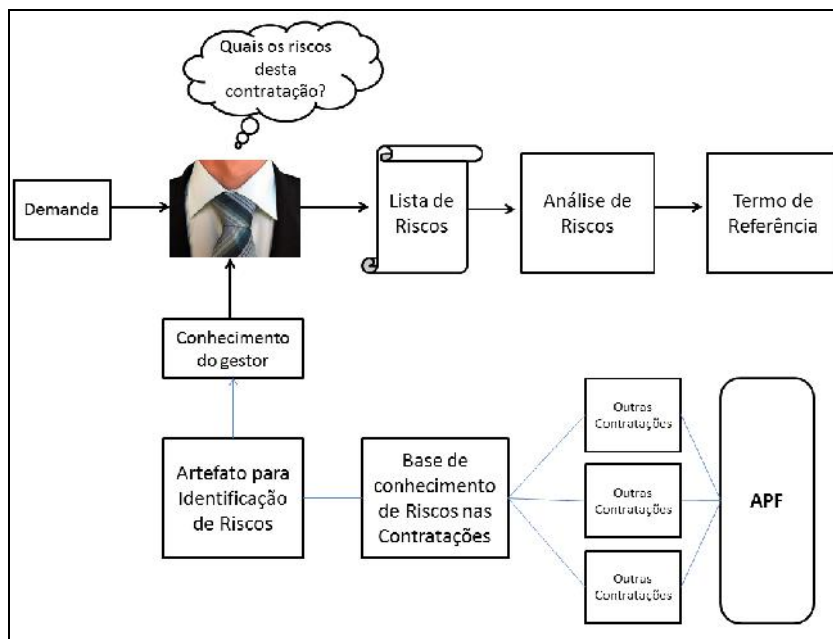 Quais os riscos
desta
contratação?
Demanda
Lista de
Riscos
Análise de
Riscos
Termo de
Referência
Conhecimento
do gestor
Artefato para
Identificação
de Riscos
Base de
conhecimento
de Riscos nas
Contratações
Outras
Contratações
Outras
Contratações
Outras
Contratações
APF